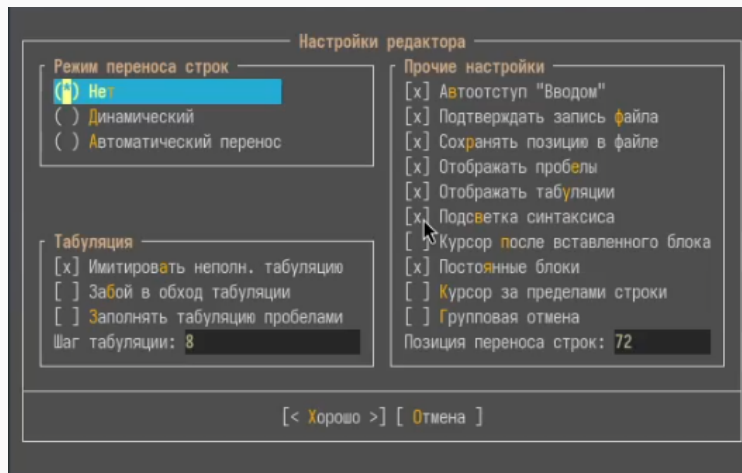 Настройки редактора
Режим переноса строк
(*) Нет
( ) Динамический
( ) Автоматический перенос
Табуляция
[x] Имитировать неполн. табуляцию
[ ] Забой в обход табуляции
[ ] Заполнять табуляцию пробелами
Шаг табуляции: 8
Прочие настройки
[x] Автоотступ "Вводом"
[x] Подтверждать запись файла
[x] Сохранять позицию в файле
[x] Отображать пробелы
[x] Отображать табуляции
[x] Подсветка синтаксиса
[ ] Курсор после вставленного блока
[x] Постоянные блоки
[ ] Курсор за пределами строки
[ ] Групповая отмена
Позиция переноса строк: 72
[< Хорошо >] [ Отмена ]